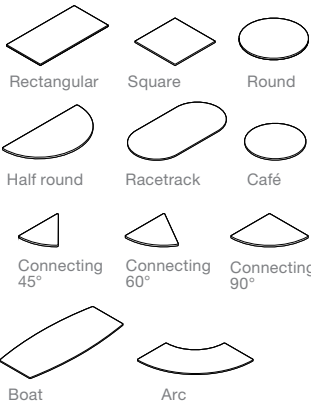 Rectangular
Square
Round
Half round
Racetrack
Café
Connecting
45°
Connecting
60°
Connecting
90°
Boat
Arc